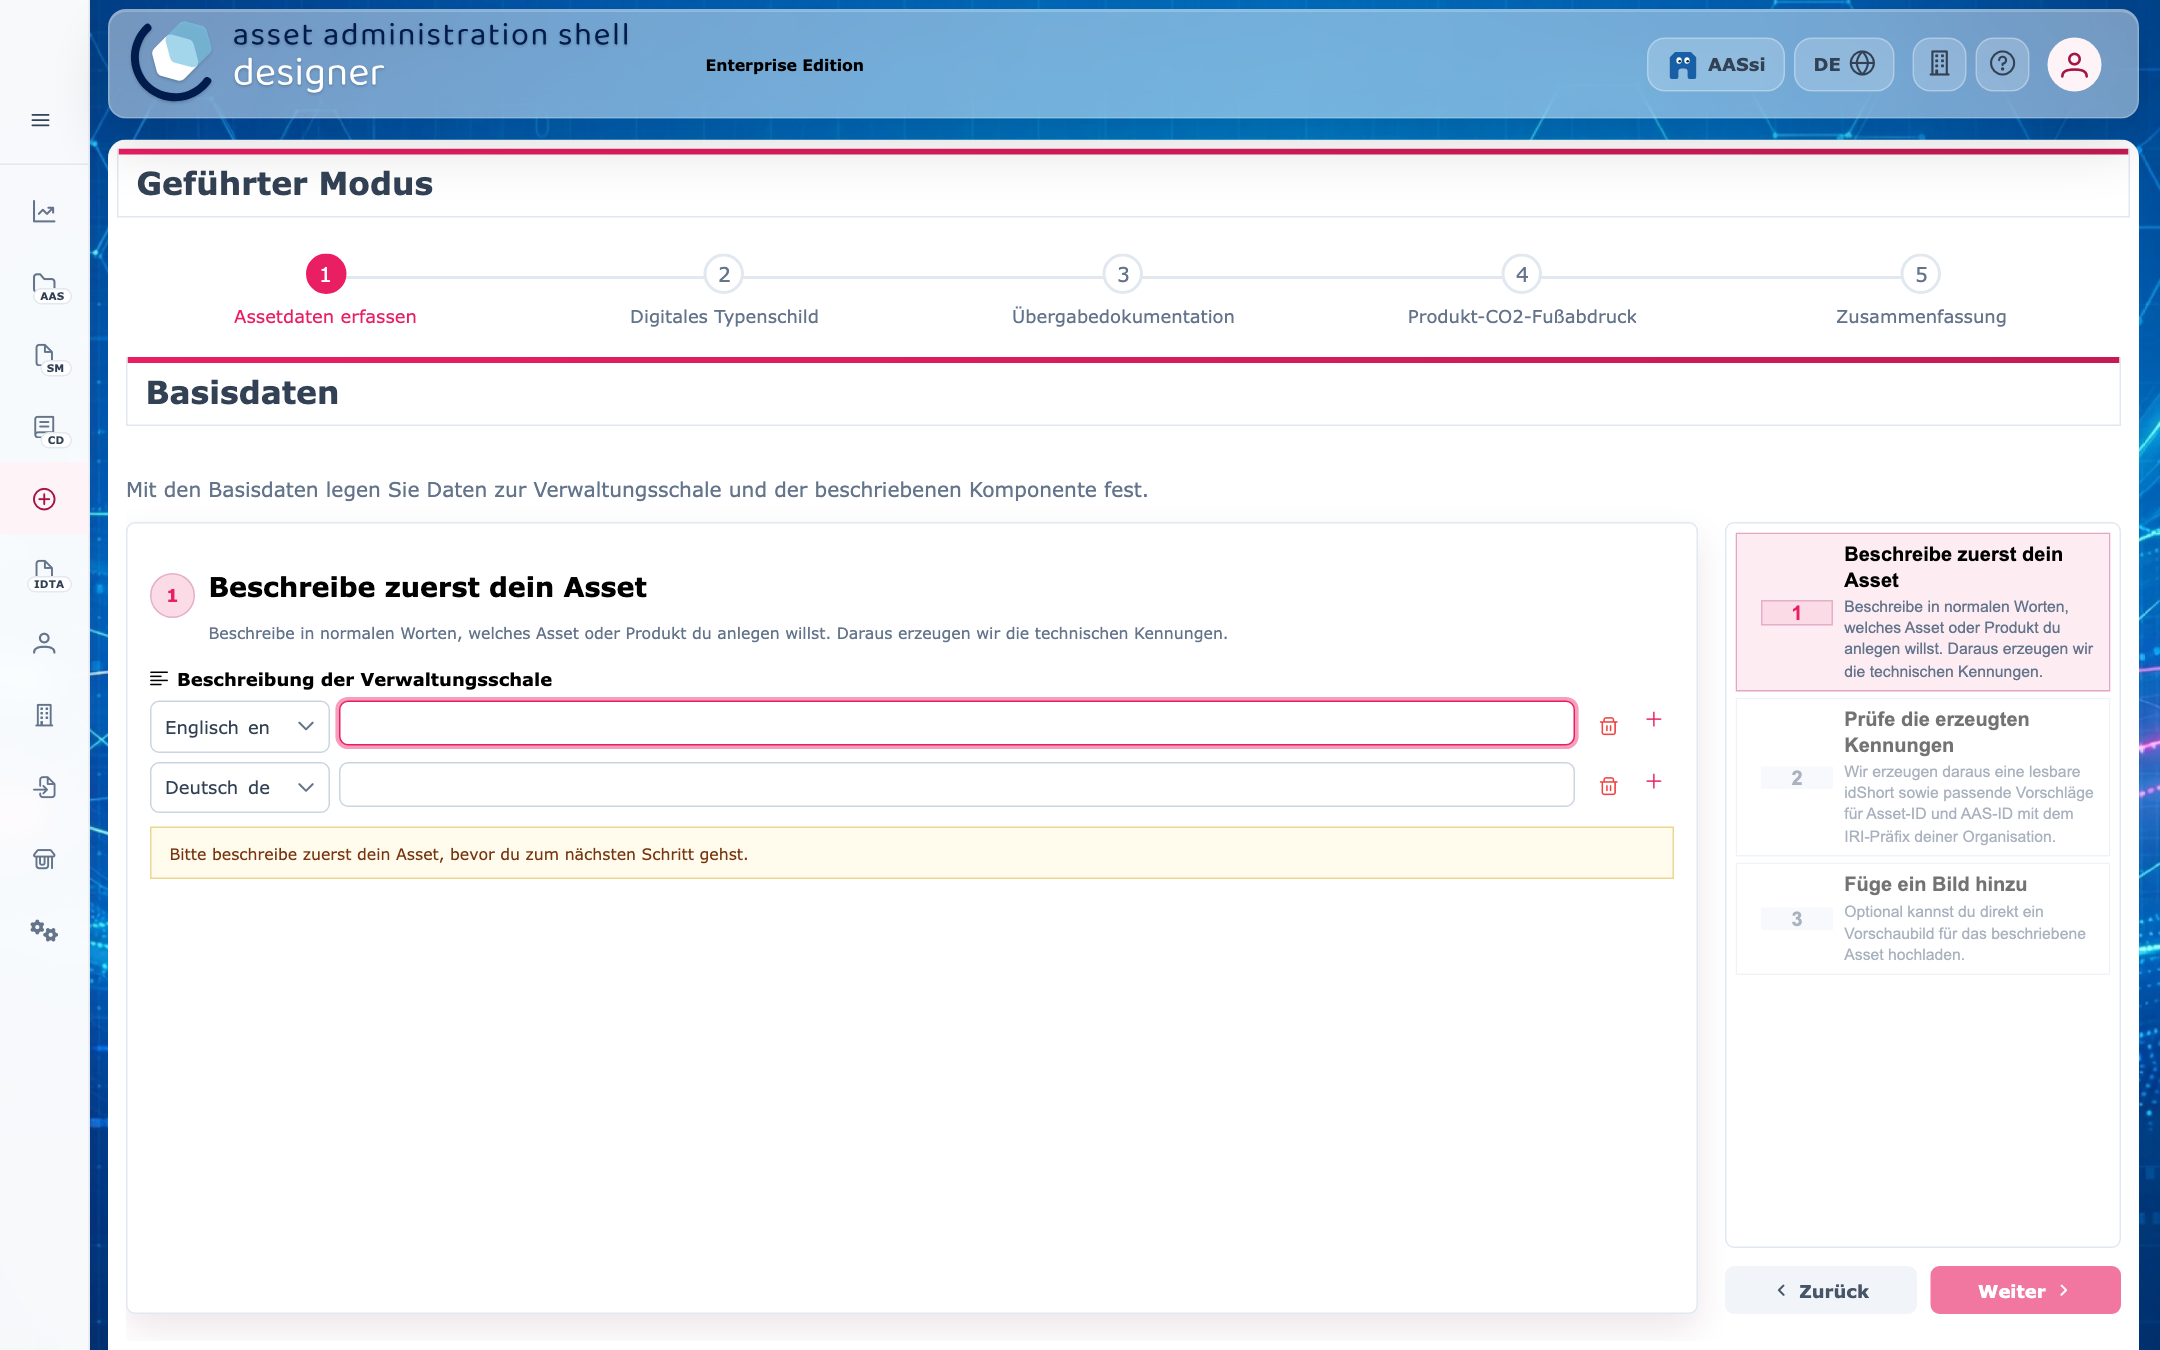 asset administration shell
designer
Enterprise Edition
AASsi
DE
Geführter Modus
1
2
3
4
5
Assetdaten erfassen
Digitales Typenschild
Übergabedokumentation
Produkt-CO2-Fußabdruck
Zusammenfassung
AAS
SM
CD
IDTA
Basisdaten
Mit den Basisdaten legen Sie Daten zur Verwaltungsschale und der beschriebenen Komponente fest.
1
Beschreibe zuerst dein Asset
Beschreibe in normalen Worten, welches Asset oder Produkt du anlegen willst. Daraus erzeugen wir die technischen Kennungen.
Beschreibung der Verwaltungsschale
Englisch en
Deutsch de
Bitte beschreibe zuerst dein Asset, bevor du zum nächsten Schritt gehst.
1
Beschreibe zuerst dein
Asset
Beschreibe in normalen Worten,
welches Asset oder Produkt du
anlegen willst. Daraus erzeugen wir
die technischen Kennungen.
2
Prüfe die erzeugten
Kennungen
Wir erzeugen daraus eine lesbare
idShort sowie passende Vorschläge
für Asset-ID und AAS-ID mit dem
IRI-Präfix deiner Organisation.
3
Füge ein Bild hinzu
Optional kannst du direkt ein
Vorschaubild für das beschriebene
Asset hochladen.
Zurück
Weiter